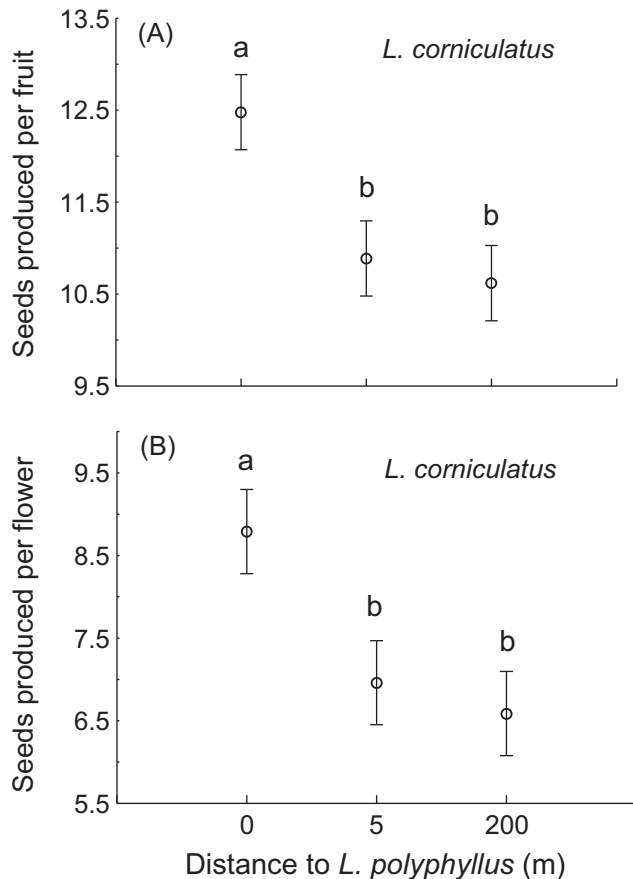 (A)
L. corniculatus
Seeds produced per fruit
13.5
12.5
11.5
10.5
9.5
a
b
b
(B)
L. corniculatus
Seeds produced per flower
9.5
8.5
7.5
6.5
5.5
a
b
b
0 5 200
Distance to L. polyphyllus (m)